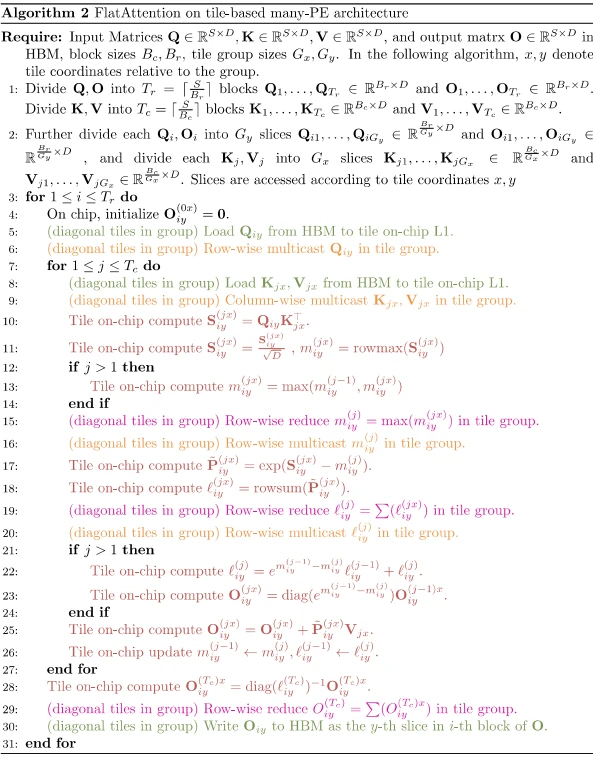 Algorithm 2 FlatAttention on tile-based many-PE architecture
Require: Input Matrices Q ∈ ℝ^{S×D}, K ∈ ℝ^{S×D}, V ∈ ℝ^{S×D}, and output matrx O ∈ ℝ^{S×D} in
HBM, block sizes B_c, B_r, tile group sizes G_x, G_y. In the following algorithm, x, y denote
tile coordinates relative to the group.
1: Divide Q, O into T_r = ⌈S/B_r⌉ blocks Q_1, . . . , Q_{T_r} ∈ ℝ^{B_r×D} and O_1, . . . , O_{T_r} ∈ ℝ^{B_r×D}.
Divide K, V into T_c = ⌈S/B_c⌉ blocks K_1, . . . , K_{T_c} ∈ ℝ^{B_c×D} and V_1, . . . , V_{T_c} ∈ ℝ^{B_c×D}.
2: Further divide each Q_i, O_i into G_y slices Q_{i1}, . . . , Q_{iG_y} ∈ ℝ^{B_r/G_y×D} and O_{i1}, . . . , O_{iG_y} ∈
ℝ^{B_r/G_y×D} , and divide each K_j, V_j into G_x slices K_{j1}, . . . , K_{jG_x} ∈ ℝ^{B_c/G_x×D} and
V_{j1}, . . . , V_{jG_x} ∈ ℝ^{B_c/G_x×D}. Slices are accessed according to tile coordinates x, y
3: for 1 ≤ i ≤ T_r do
4: On chip, initialize O_{iy}^{(0x)} = 0.
5: (diagonal tiles in group) Load Q_{iy} from HBM to tile on-chip L1.
6: (diagonal tiles in group) Row-wise multicast Q_{iy} in tile group.
7: for 1 ≤ j ≤ T_c do
8: (diagonal tiles in group) Load K_{jx}, V_{jx} from HBM to tile on-chip L1.
9: (diagonal tiles in group) Column-wise multicast K_{jx}, V_{jx} in tile group.
10: Tile on-chip compute S_{iy}^{(jx)} = Q_{iy}K_{jx}^⊤.
11: Tile on-chip compute S_{iy}^{(jx)} = S_{iy}^{(jx)}/√D , m_{iy}^{(jx)} = rowmax(S_{iy}^{(jx)})
12: if j > 1 then
13: Tile on-chip compute m_{iy}^{(jx)} = max(m_{iy}^{(j−1)}, m_{iy}^{(jx)})
14: end if
15: (diagonal tiles in group) Row-wise reduce m_{iy}^{(j)} = max(m_{iy}^{(jx)}) in tile group.
16: (diagonal tiles in group) Row-wise multicast m_{iy}^{(j)} in tile group.
17: Tile on-chip compute P̃_{iy}^{(jx)} = exp(S_{iy}^{(jx)} − m_{iy}^{(j)}).
18: Tile on-chip compute ℓ_{iy}^{(jx)} = rowsum(P̃_{iy}^{(jx)}).
19: (diagonal tiles in group) Row-wise reduce ℓ_{iy}^{(j)} = ∑(ℓ_{iy}^{(jx)}) in tile group.
20: (diagonal tiles in group) Row-wise multicast ℓ_{iy}^{(j)} in tile group.
21: if j > 1 then
22: Tile on-chip compute ℓ_{iy}^{(j)} = e^{m_{iy}^{(j−1)}−m_{iy}^{(j)}} ℓ_{iy}^{(j−1)} + ℓ_{iy}^{(j)}.
23: Tile on-chip compute O_{iy}^{(jx)} = diag(e^{m_{iy}^{(j−1)}−m_{iy}^{(j)}})O_{iy}^{(j−1)x}.
24: end if
25: Tile on-chip compute O_{iy}^{(jx)} = O_{iy}^{(jx)} + P̃_{iy}^{(jx)}V_{jx}.
26: Tile on-chip update m_{iy}^{(j−1)} ← m_{iy}^{(j)}, ℓ_{iy}^{(j−1)} ← ℓ_{iy}^{(j)}.
27: end for
28: Tile on-chip compute O_{iy}^{(T_c)x} = diag(ℓ_{iy}^{(T_c)x})^{−1}O_{iy}^{(T_c)x}.
29: (diagonal tiles in group) Row-wise reduce O_{iy}^{(T_c)} = ∑(O_{iy}^{(T_c)x}) in tile group.
30: (diagonal tiles in group) Write O_{iy} to HBM as the y-th slice in i-th block of O.
31: end for